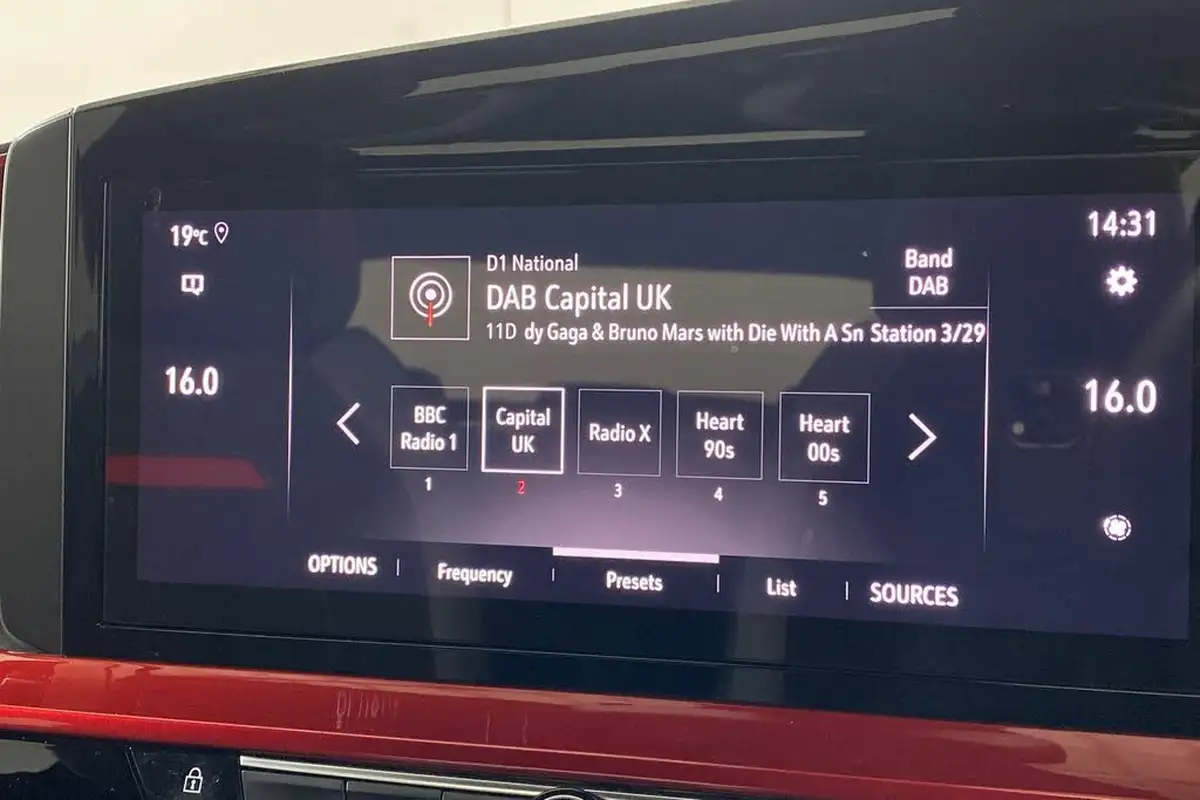 19°C
14:31
D1 National
DAB Capital UK
11D dy Gaga & Bruno Mars with Die With A Sn Station 3/29
Band
DAB
16.0
16.0
BBC
Radio 1
Capital
UK
Radio X
Heart
90s
Heart
00s
1
2
3
4
5
OPTIONS | Frequency | Presets | List | SOURCES